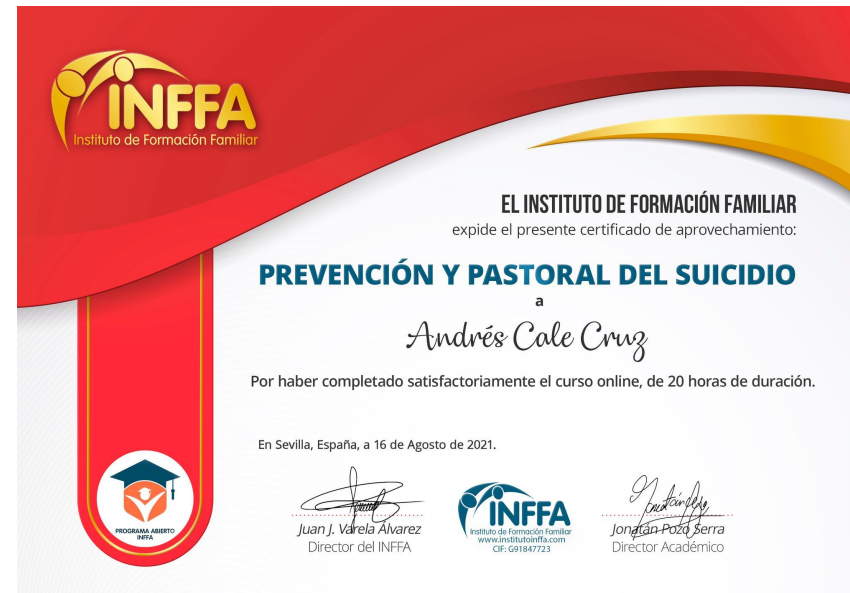 INFFA
Instituto de Formación Familiar
EL INSTITUTO DE FORMACIÓN FAMILIAR
expide el presente certificado de aprovechamiento:
PREVENCIÓN Y PASTORAL DEL SUICIDIO
a
Andrés Cale Cruz
Por haber completado satisfactoriamente el curso online, de 20 horas de duración.
En Sevilla, España, a 16 de Agosto de 2021.
Juan J. Varela Álvarez
Director del INFFA
INFFA
Instituto de Formación Familiar
www.institutoinffa.com
CIF: G91847723
Jonatán Pozo Serra
Director Académico
PROGRAMA ABIERTO
INFFA